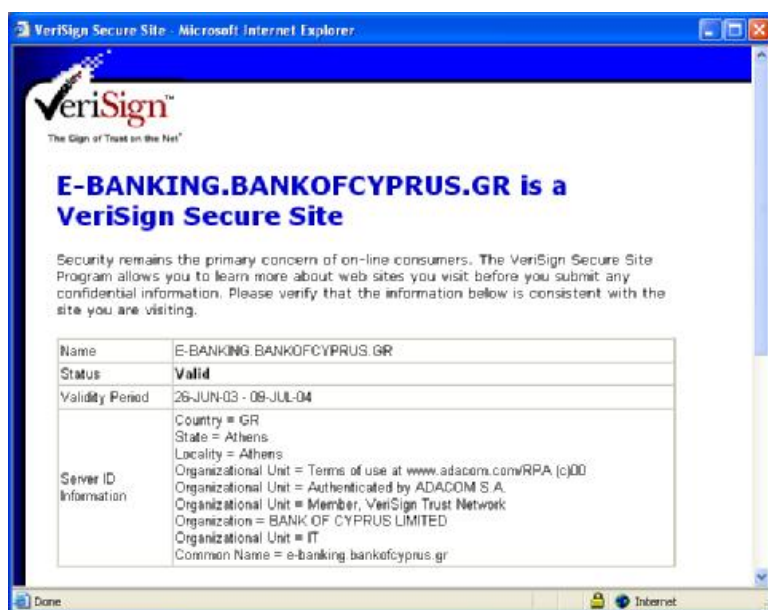 VeriSign Secure Site - Microsoft Internet Explorer
VeriSign™
The Sign of Trust on the Net®
E-BANKING.BANKOFCYPRUS.GR is a
VeriSign Secure Site
Security remains the primary concern of on-line consumers. The VeriSign Secure Site
Program allows you to learn more about web sites you visit before you submit any
confidential information. Please verify that the information below is consistent with the
site you are visiting.
Name E-BANKING.BANKOFCYPRUS.GR
Status Valid
Validity Period 26-JUN-03 - 09-JUL-04
Server ID Information Country = GR
State = Athens
Locality = Athens
Organizational Unit = Terms of use at www.adacom.com/RPA (c)00
Organizational Unit = Authenticated by ADACOM S.A.
Organizational Unit = Member, VeriSign Trust Network
Organization = BANK OF CYPRUS LIMITED
Organizational Unit = IT
Common Name = e-banking.bankofcyprus.gr
Done Internet